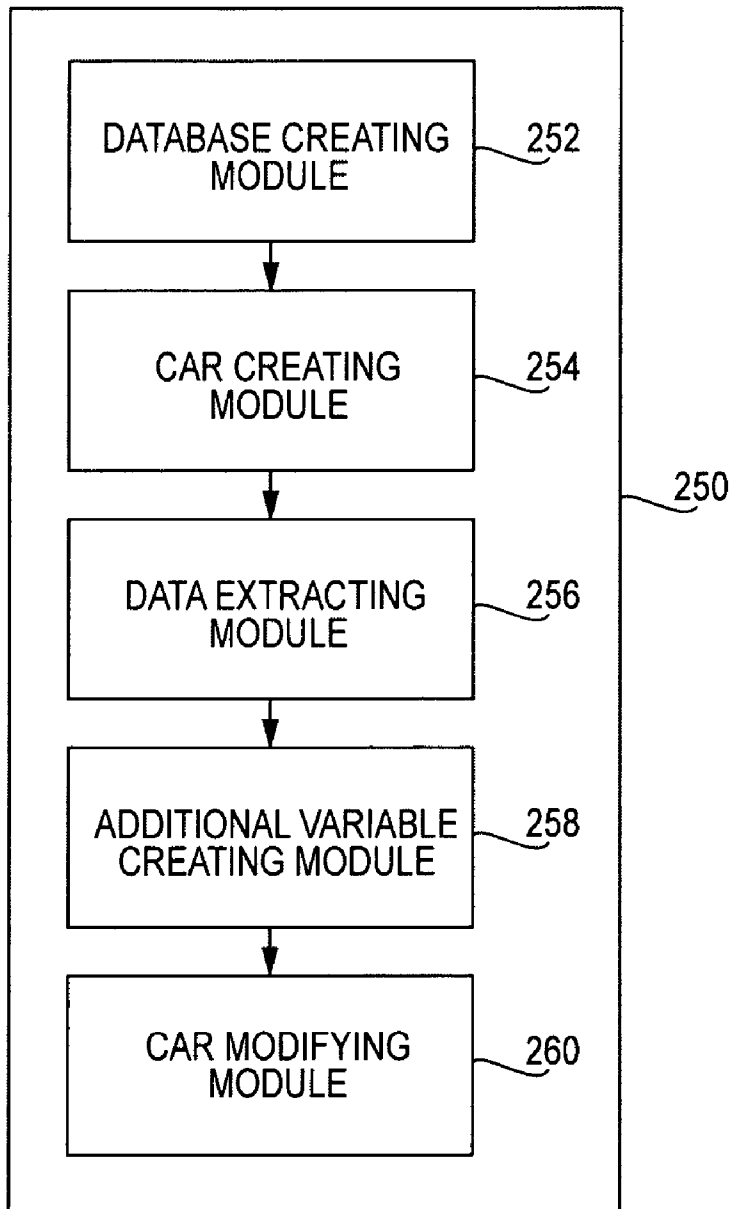 DATABASE CREATING
MODULE
252
CAR CREATING
MODULE
254
250
DATA EXTRACTING
MODULE
256
ADDITIONAL VARIABLE
CREATING MODULE
258
CAR MODIFYING
MODULE
260